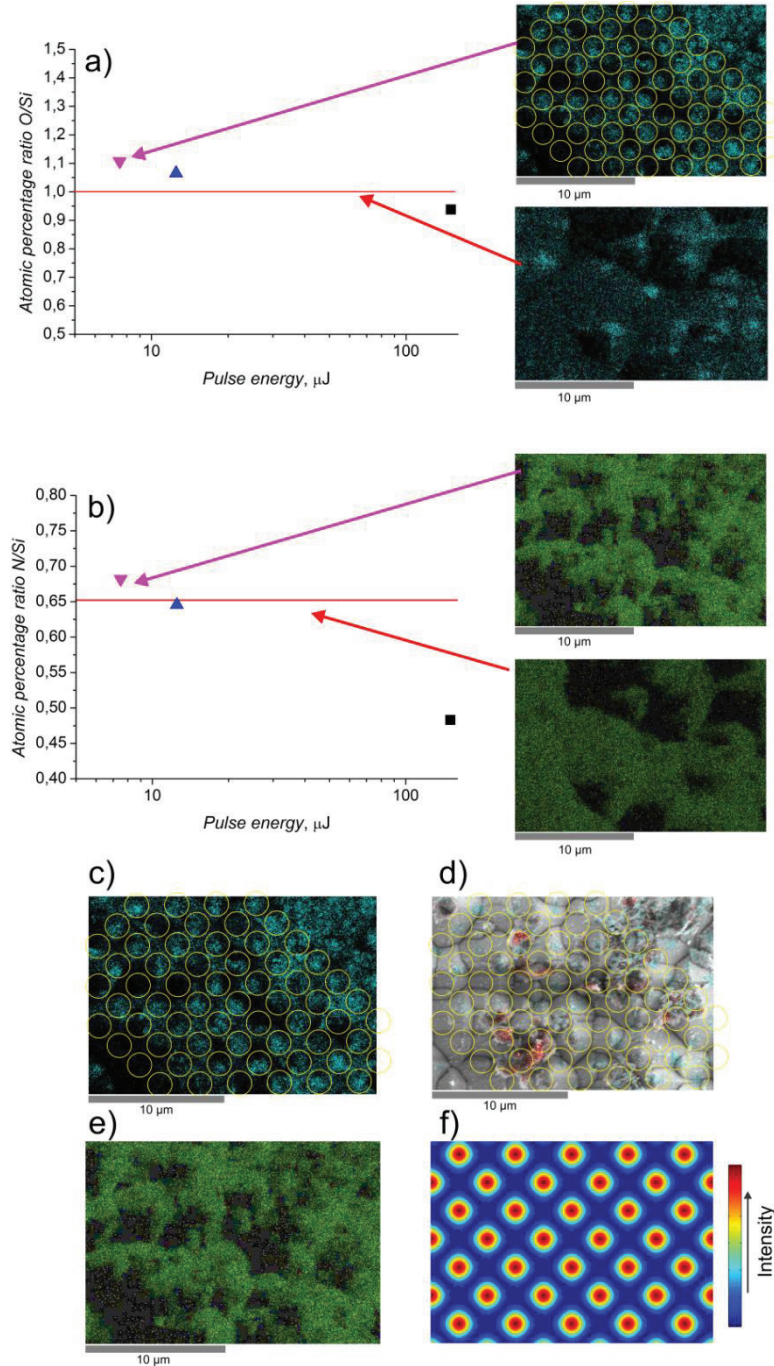 a)
Atomic percentage ratio O/Si
1,5
1,4
1,3
1,2
1,1
1,0
0,9
0,8
0,7
0,6
0,5
10
100
Pulse energy, μJ
10 μm
10 μm
b)
Atomic percentage ratio N/Si
0,80
0,75
0,70
0,65
0,60
0,55
0,50
0,45
0,40
10
100
Pulse energy, μJ
10 μm
10 μm
c)
10 μm
d)
10 μm
e)
10 μm
f)
Intensity